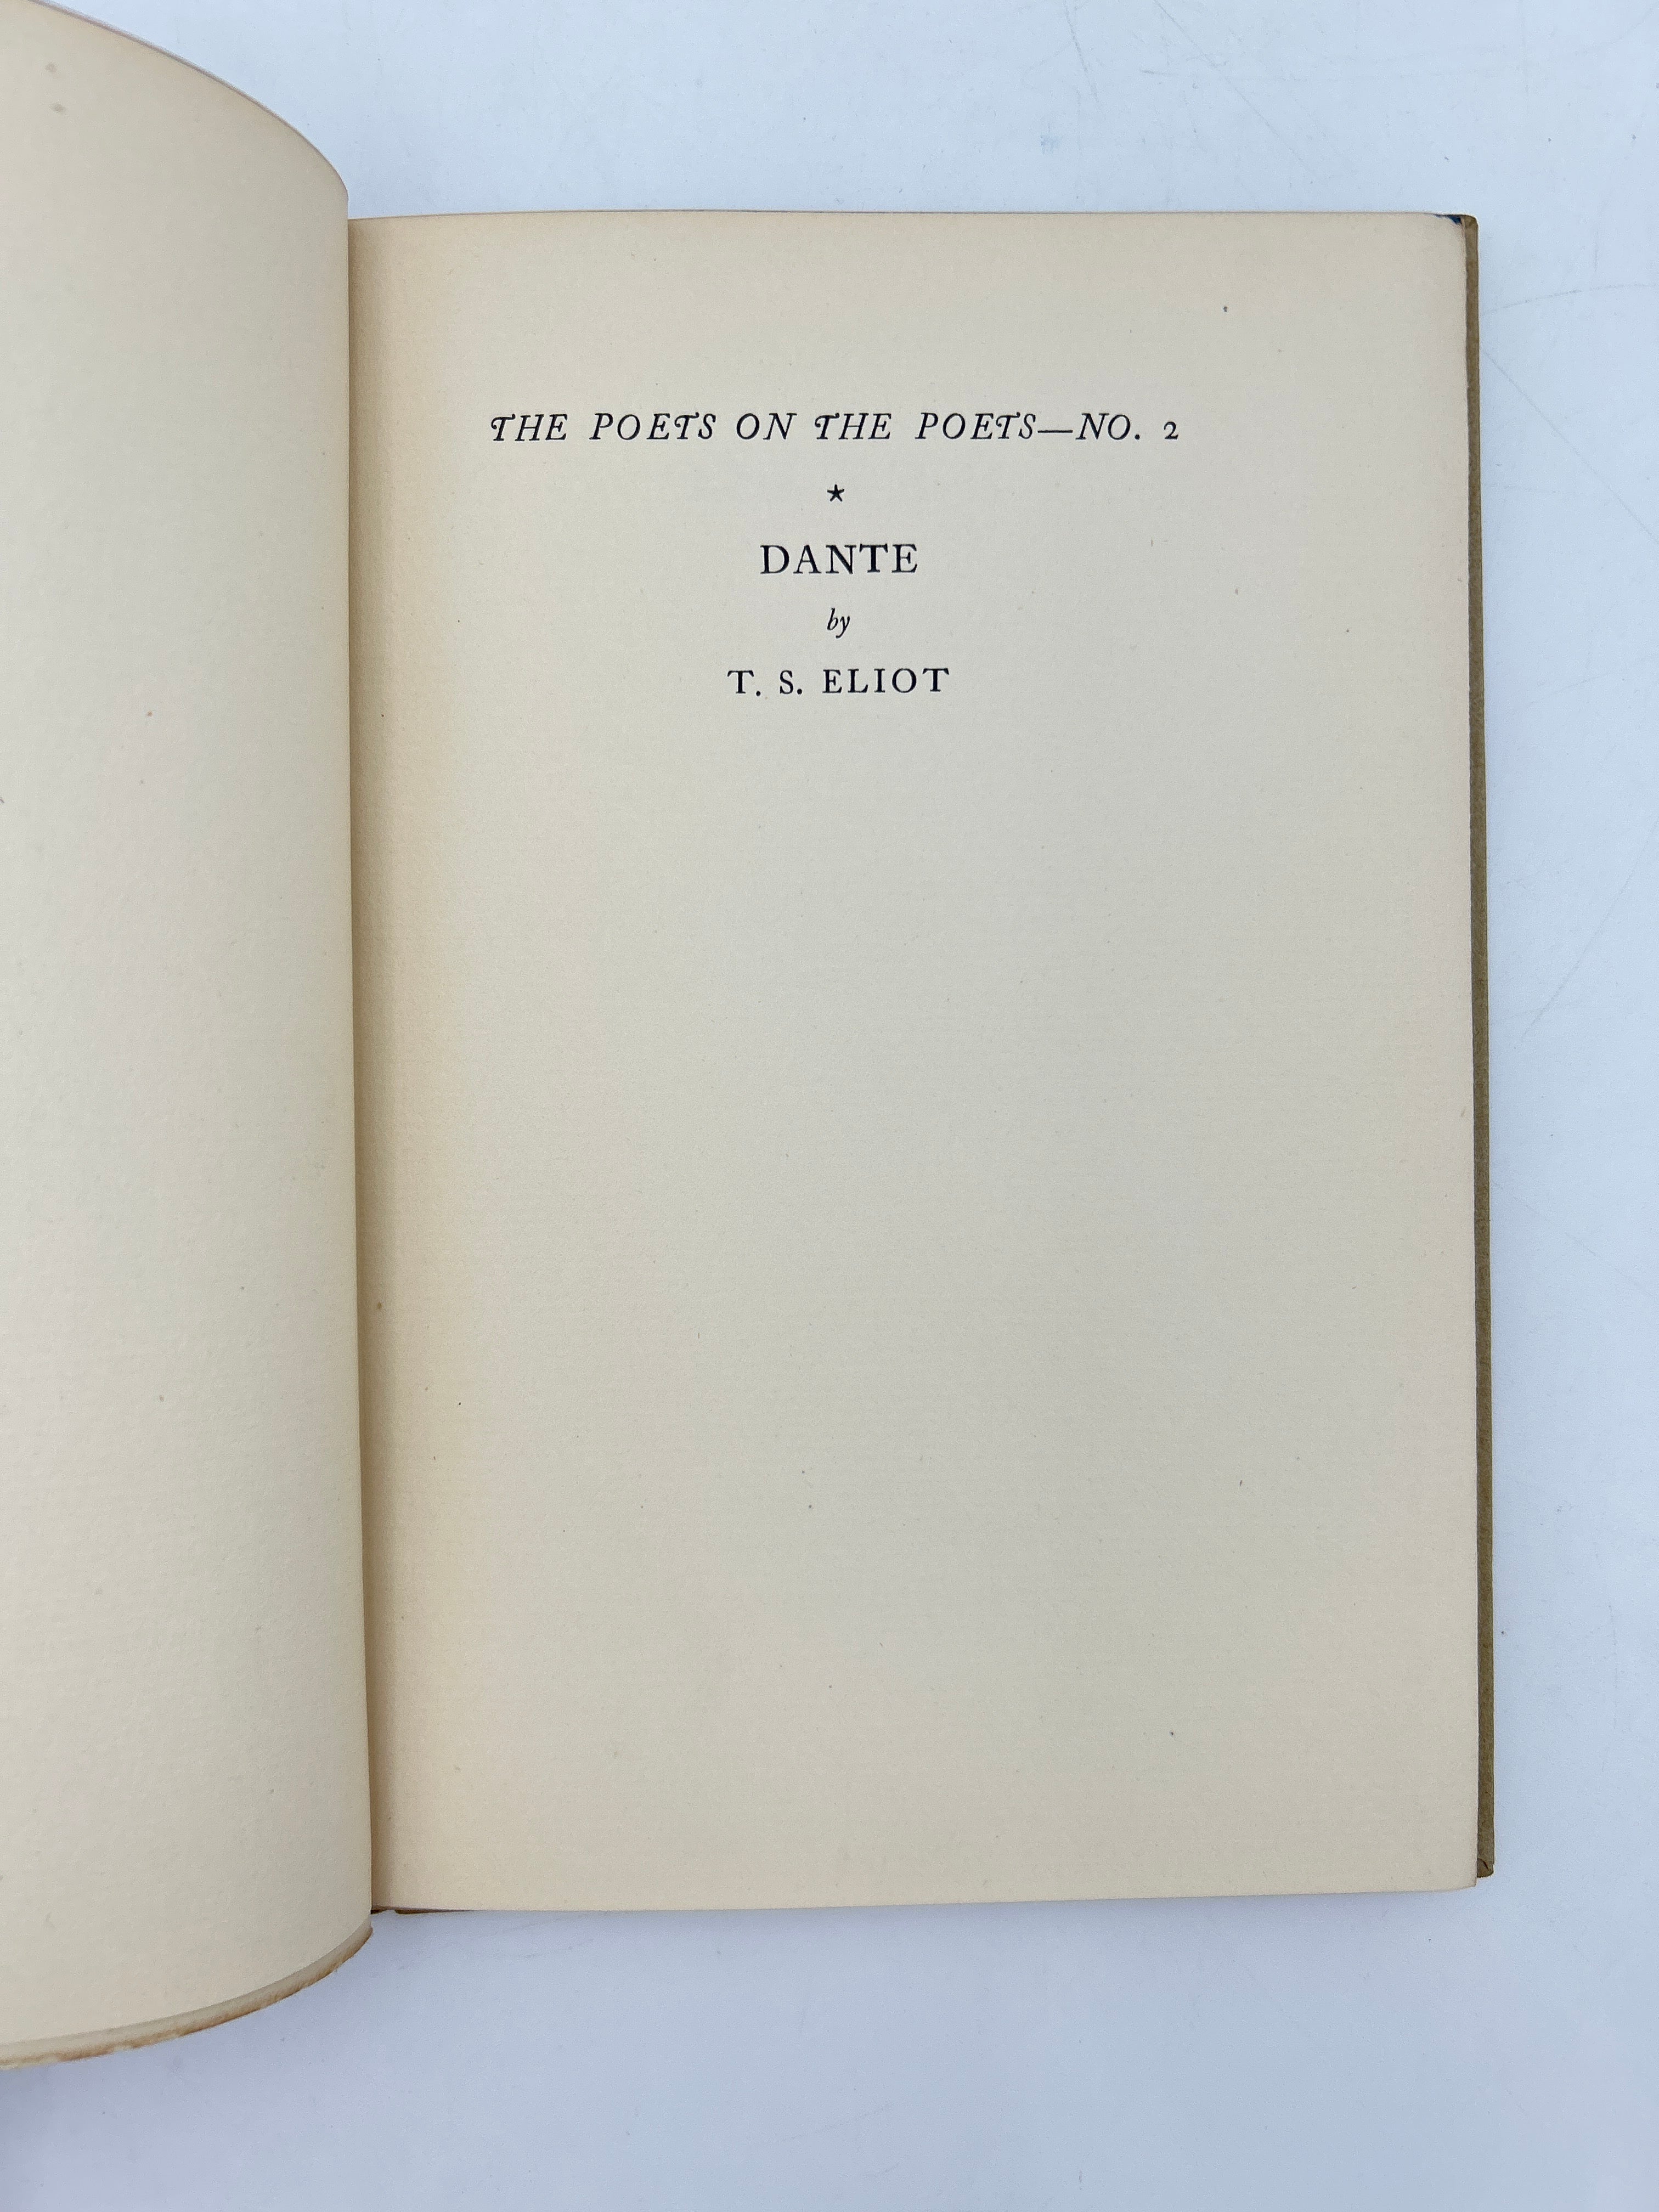 THE POETS ON THE POETS—NO. 2
*
DANTE
by
T. S. ELIOT